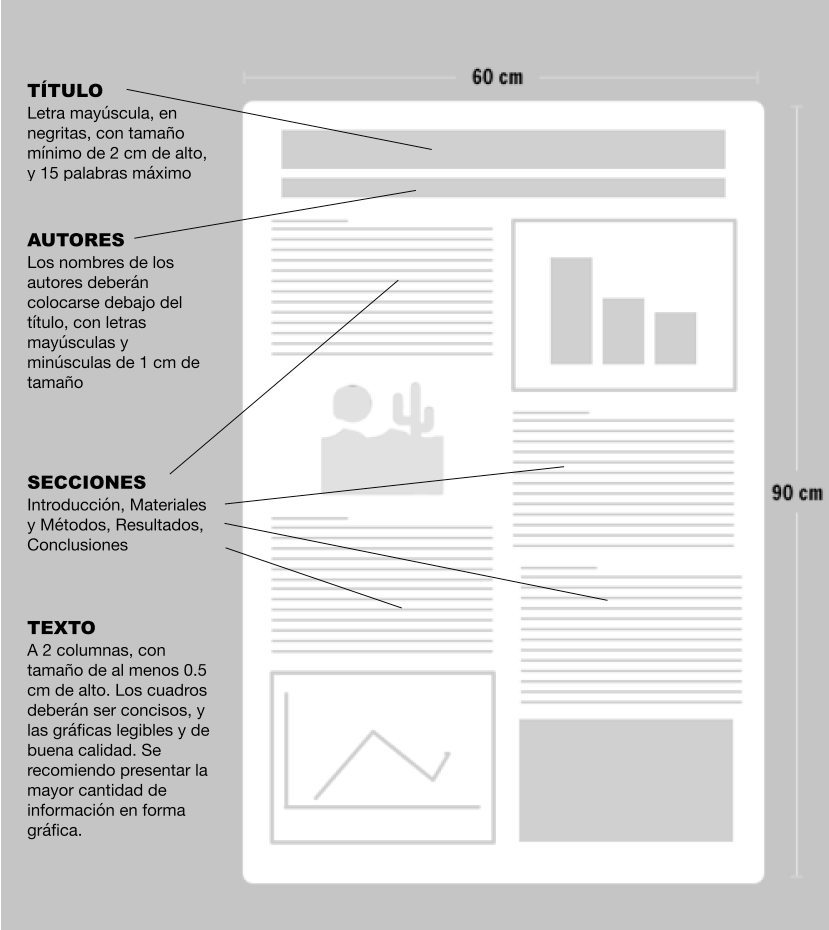 60 cm
TÍTULO
Letra mayúscula, en
negritas, con tamaño
mínimo de 2 cm de alto,
y 15 palabras máximo
AUTORES
Los nombres de los
autores deberán
colocarse debajo del
título, con letras
mayúsculas y
minúsculas de 1 cm de
tamaño
SECCIONES
Introducción, Materiales
y Métodos, Resultados,
Conclusiones
90 cm
TEXTO
A 2 columnas, con
tamaño de al menos 0.5
cm de alto. Los cuadros
deberán ser concisos, y
las gráficas legibles y de
buena calidad. Se
recomiendo presentar la
mayor cantidad de
información en forma
gráfica.